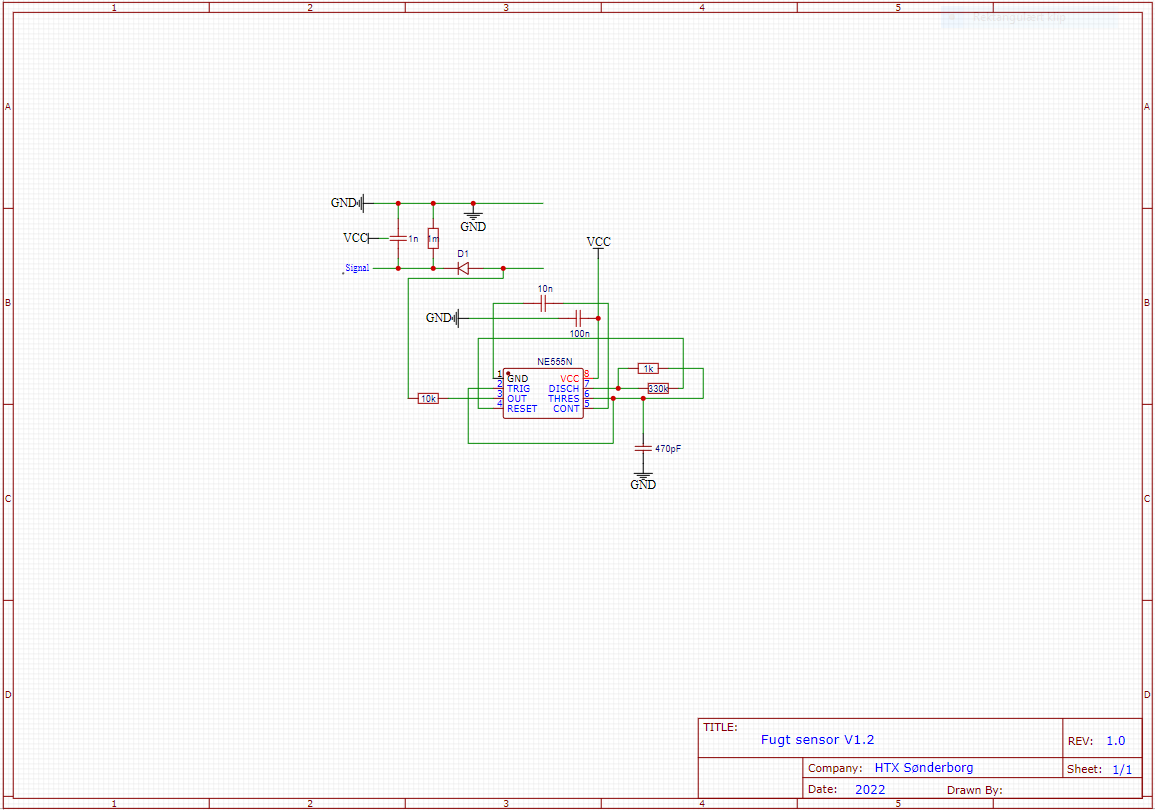 1 2 3 4 5
Rektangulært klip
A A
GND
GND
VCC 1n 1m
VCC
D1
Signal
10n
B B
GND
100n
NE555N
1 GND VCC 8
2 TRIG DISCH 7
3 OUT THRES 6
4 RESET CONT 5
1k
330k
10k
470pF
GND
C C
D D
TITLE:
Fugt sensor V1.2
REV: 1.0
Company: HTX Sønderborg
Sheet: 1/1
Date: 2022 Drawn By:
1 2 3 4 5